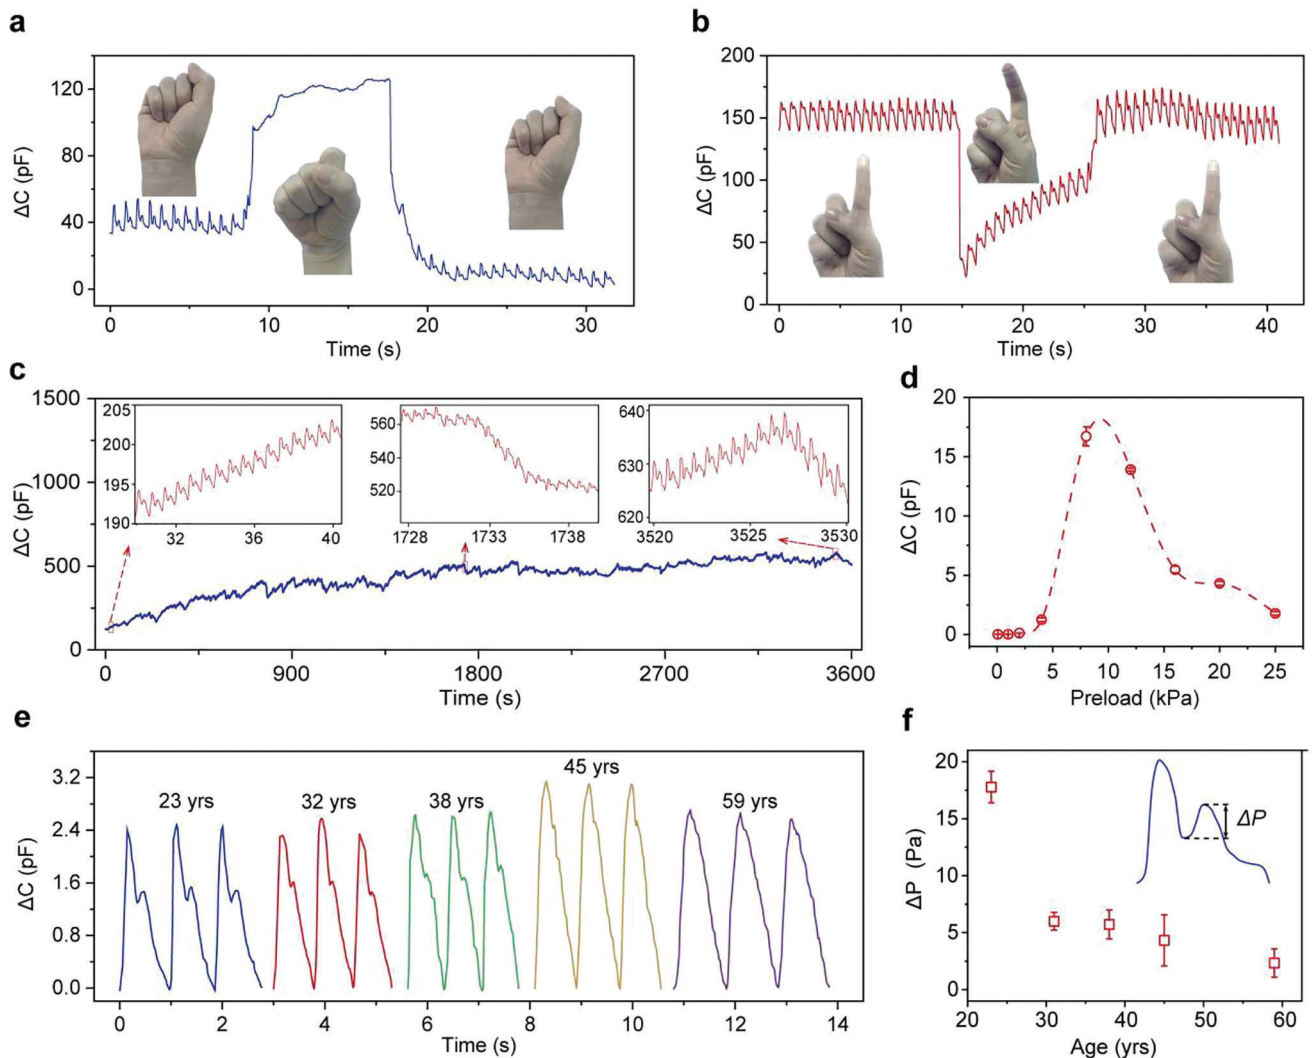 a
120
80
40
0
ΔC (pF)
0 10 20 30
Time (s)
b
200
150
100
50
0
ΔC (pF)
0 10 20 30 40
Time (s)
c
1500
1000
500
0
ΔC (pF)
205
200
195
190
32 36 40
560
540
520
1728 1733 1738
640
630
620
3520 3525 3530
0 900 1800 2700 3600
Time (s)
d
20
15
10
5
0
ΔC (pF)
0 5 10 15 20 25
Preload (kPa)
e
3.2
2.4
1.6
0.8
0.0
ΔC (pF)
23 yrs
32 yrs
38 yrs
45 yrs
59 yrs
0 2 4 6 8 10 12 14
Time (s)
f
20
15
10
5
0
ΔP (Pa)
ΔP
20 30 40 50 60
Age (yrs)